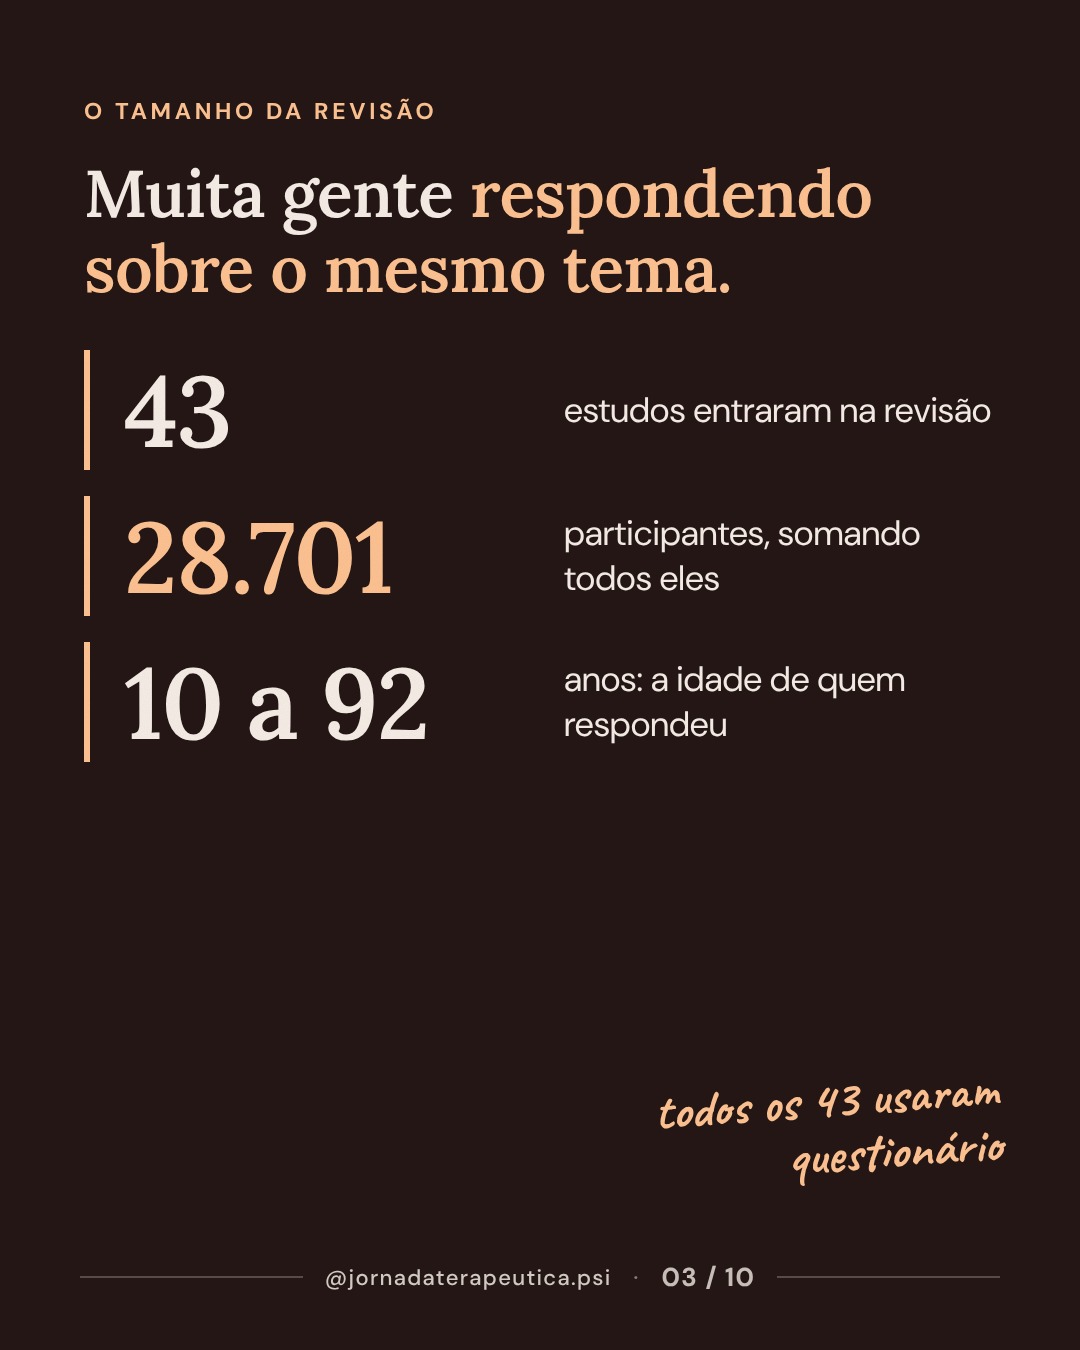 O TAMANHO DA REVISÃO
Muita gente respondendo
sobre o mesmo tema.
43
estudos entraram na revisão
28.701
participantes, somando
todos eles
10 a 92
anos: a idade de quem
respondeu
todos os 43 usaram
questionário
@jornadaterapeutica.psi · 03 / 10